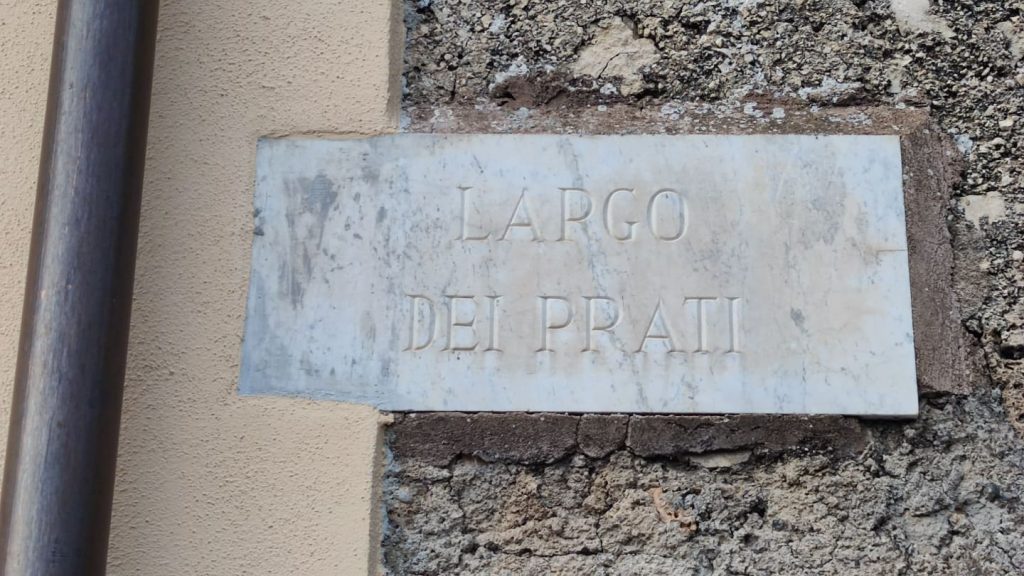 LARGO
DEI PRATI